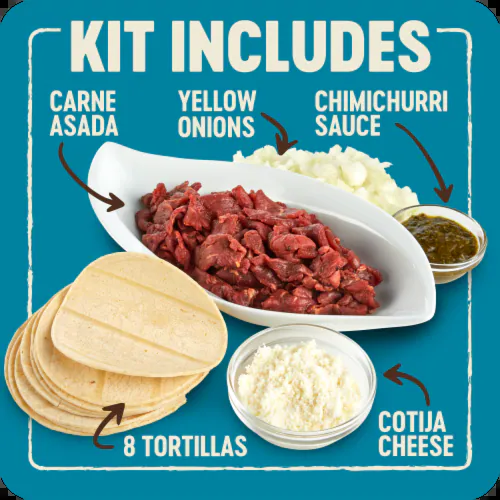 KIT INCLUDES
CARNE
ASADA
YELLOW
ONIONS
CHIMICHURRI
SAUCE
8 TORTILLAS
COTIJA
CHEESE